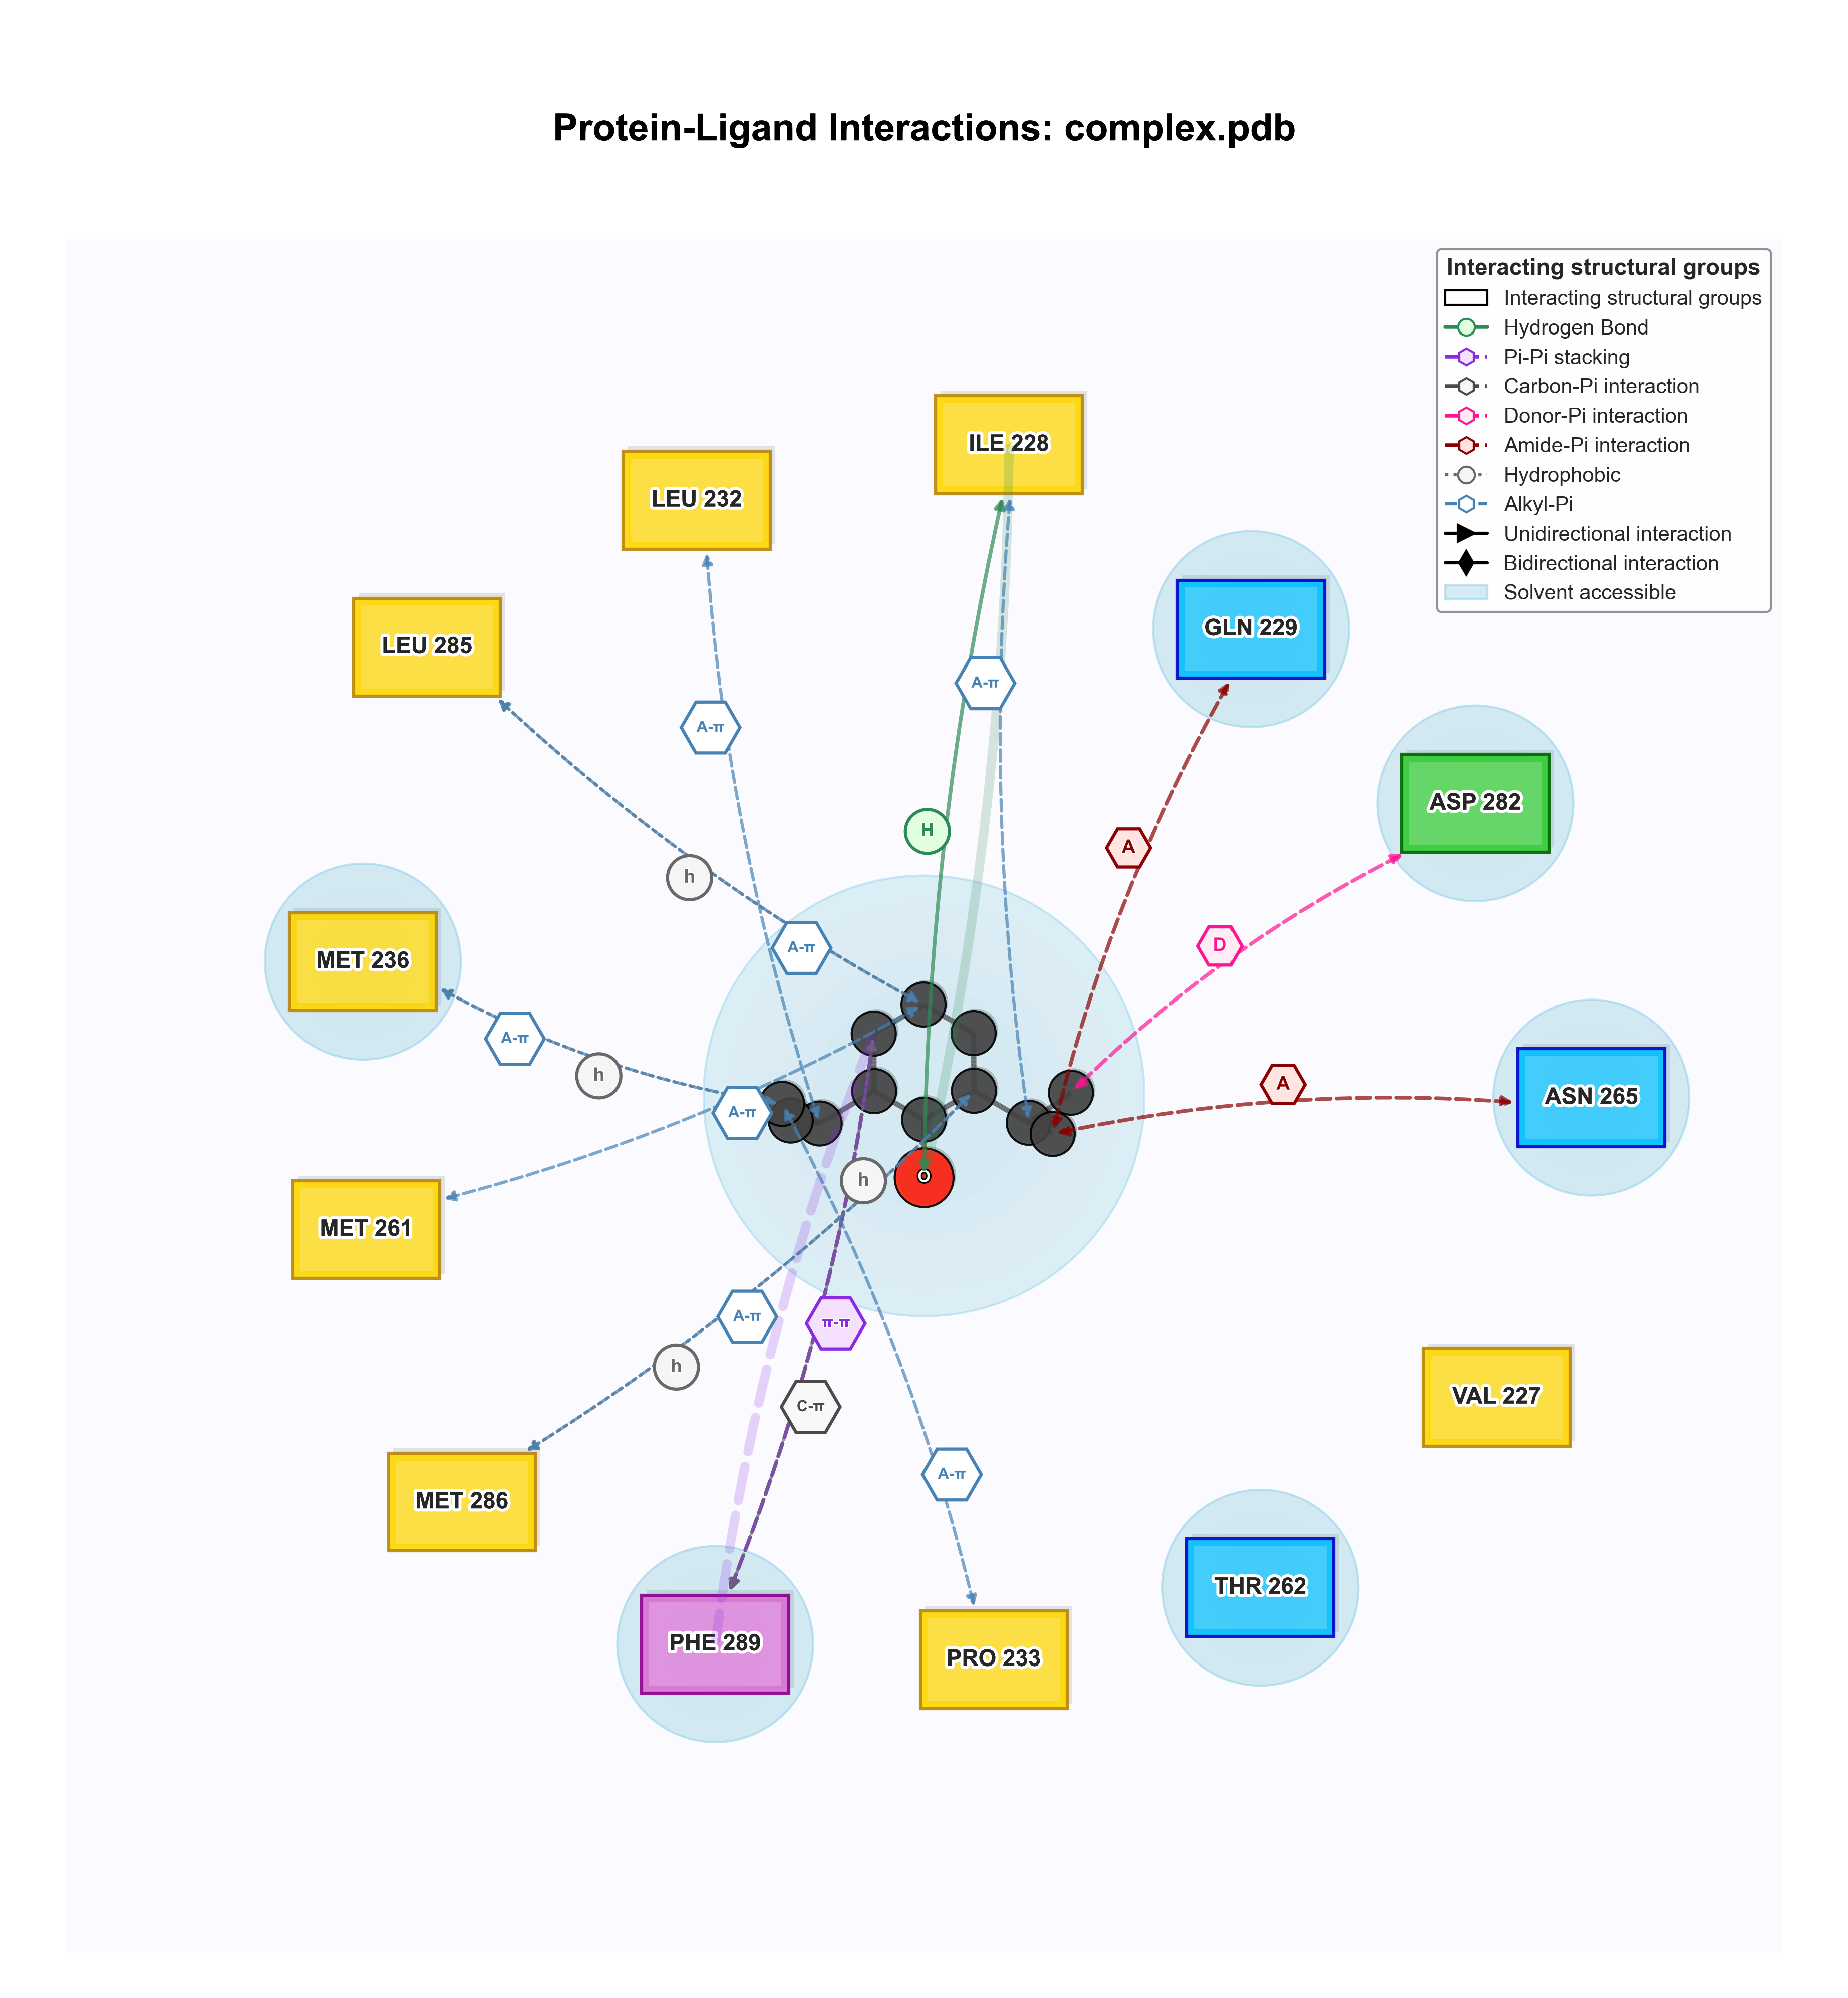 Protein-Ligand Interactions: complex.pdb
Interacting structural groups
Interacting structural groups
Hydrogen Bond
Pi-Pi stacking
Carbon-Pi interaction
Donor-Pi interaction
Amide-Pi interaction
Hydrophobic
Alkyl-Pi
Unidirectional interaction
Bidirectional interaction
Solvent accessible
ILE 228
LEU 232
GLN 229
LEU 285
A-π
A-π
ASP 282
H
A
h
D
A-π
MET 236
A-π
h
A
ASN 265
A-π
h
O
MET 261
A-π
π-π
h
VAL 227
C-π
A-π
MET 286
THR 262
PHE 289
PRO 233